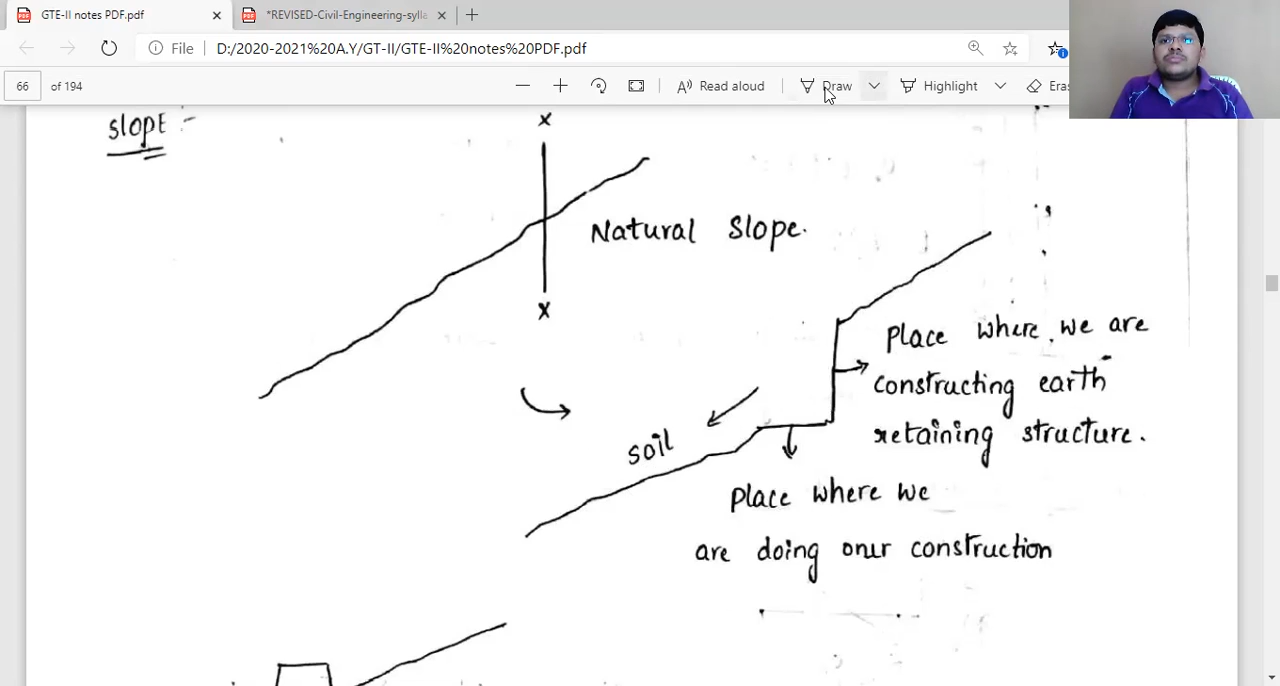 GTE-II notes PDF.pdf
*REVISED-Civil-Engineering-sylla
File
D:/2020-2021%20A.Y/GT-II/GTE-II%20notes%20PDF.pdf
66 of 194
Read aloud
Draw
Highlight
Eras
slope :-
x
Natural slope.
x
Place where we are
constructing earth
retaining structure.
soil
Place where we
are doing onur construction